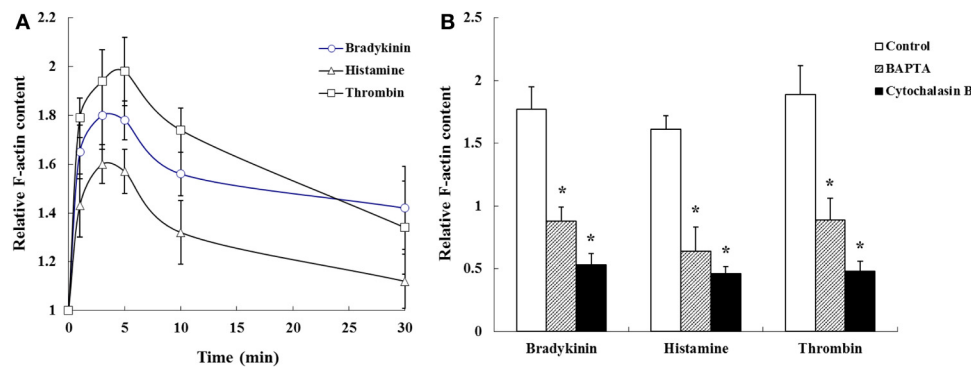 A
Relative F-actin content
2.2
2
1.8
1.6
1.4
1.2
1
0
5
10
15
20
25
30
Time (min)
Bradykinin
Histamine
Thrombin
B
Relative F-actin content
2.5
2
1.5
1
0.5
0
*
*
*
*
*
*
Bradykinin
Histamine
Thrombin
Control
BAPTA
Cytochalasin B